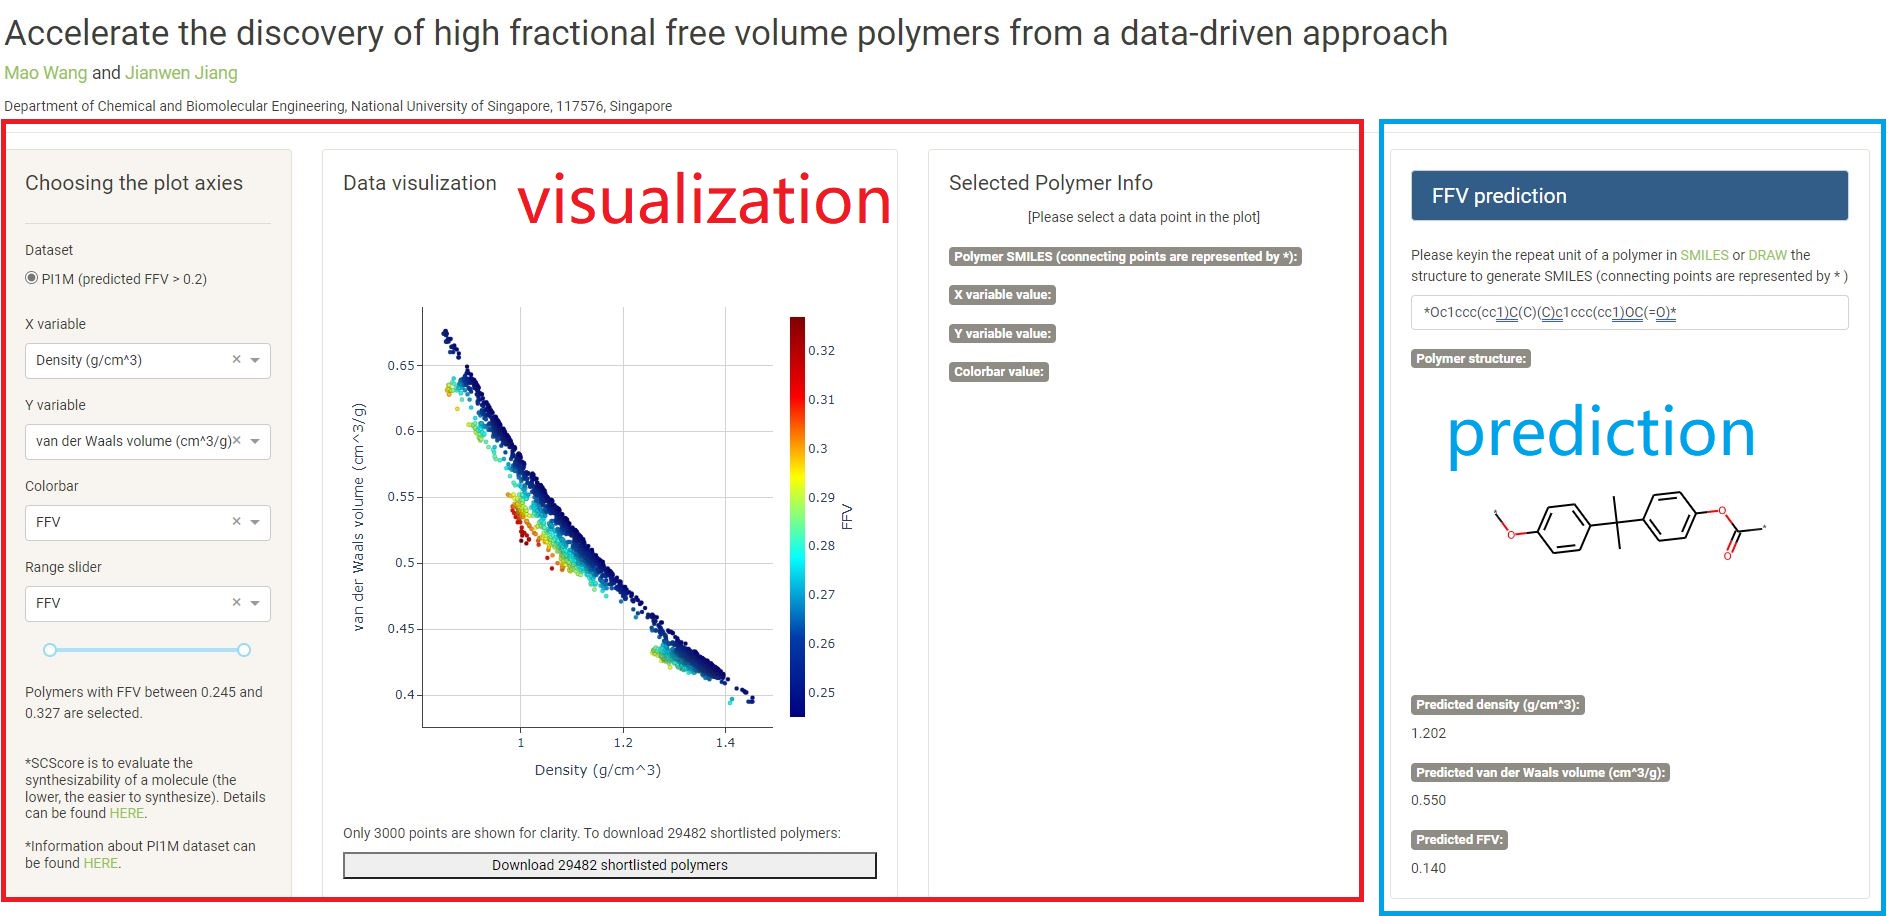 Accelerate the discovery of high fractional free volume polymers from a data-driven approach
Mao Wang and Jianwen Jiang
Department of Chemical and Biomolecular Engineering, National University of Singapore, 117576, Singapore
Choosing the plot axies
Dataset
PI1M (predicted FFV > 0.2)
X variable
Density (g/cm^3)
Y variable
van der Waals volume (cm^3/g)
Colorbar
FFV
Range slider
FFV
Polymers with FFV between 0.245 and
0.327 are selected.
*SCScore is to evaluate the
synthesizability of a molecule (the
lower, the easier to synthesize). Details
can be found HERE.
*Information about PI1M dataset can
be found HERE.
Data visulization
visualization
van der Waals volume (cm^3/g)
0.65
0.6
0.55
0.5
0.45
0.4
1
1.2
1.4
Density (g/cm^3)
0.32
0.31
0.3
0.29
0.28
0.27
0.26
0.25
FFV
Only 3000 points are shown for clarity. To download 29482 shortlisted polymers:
Download 29482 shortlisted polymers
Selected Polymer Info
[Please select a data point in the plot]
Polymer SMILES (connecting points are represented by *):
X variable value:
Y variable value:
Colorbar value:
FFV prediction
Please keyin the repeat unit of a polymer in SMILES or DRAW the
structure to generate SMILES (connecting points are represented by * )
*Oc1ccc(cc1)C(C)(C)c1ccc(cc1)OC(=O)*
Polymer structure:
prediction
* O O O *
Predicted density (g/cm^3):
1.202
Predicted van der Waals volume (cm^3/g):
0.550
Predicted FFV:
0.140